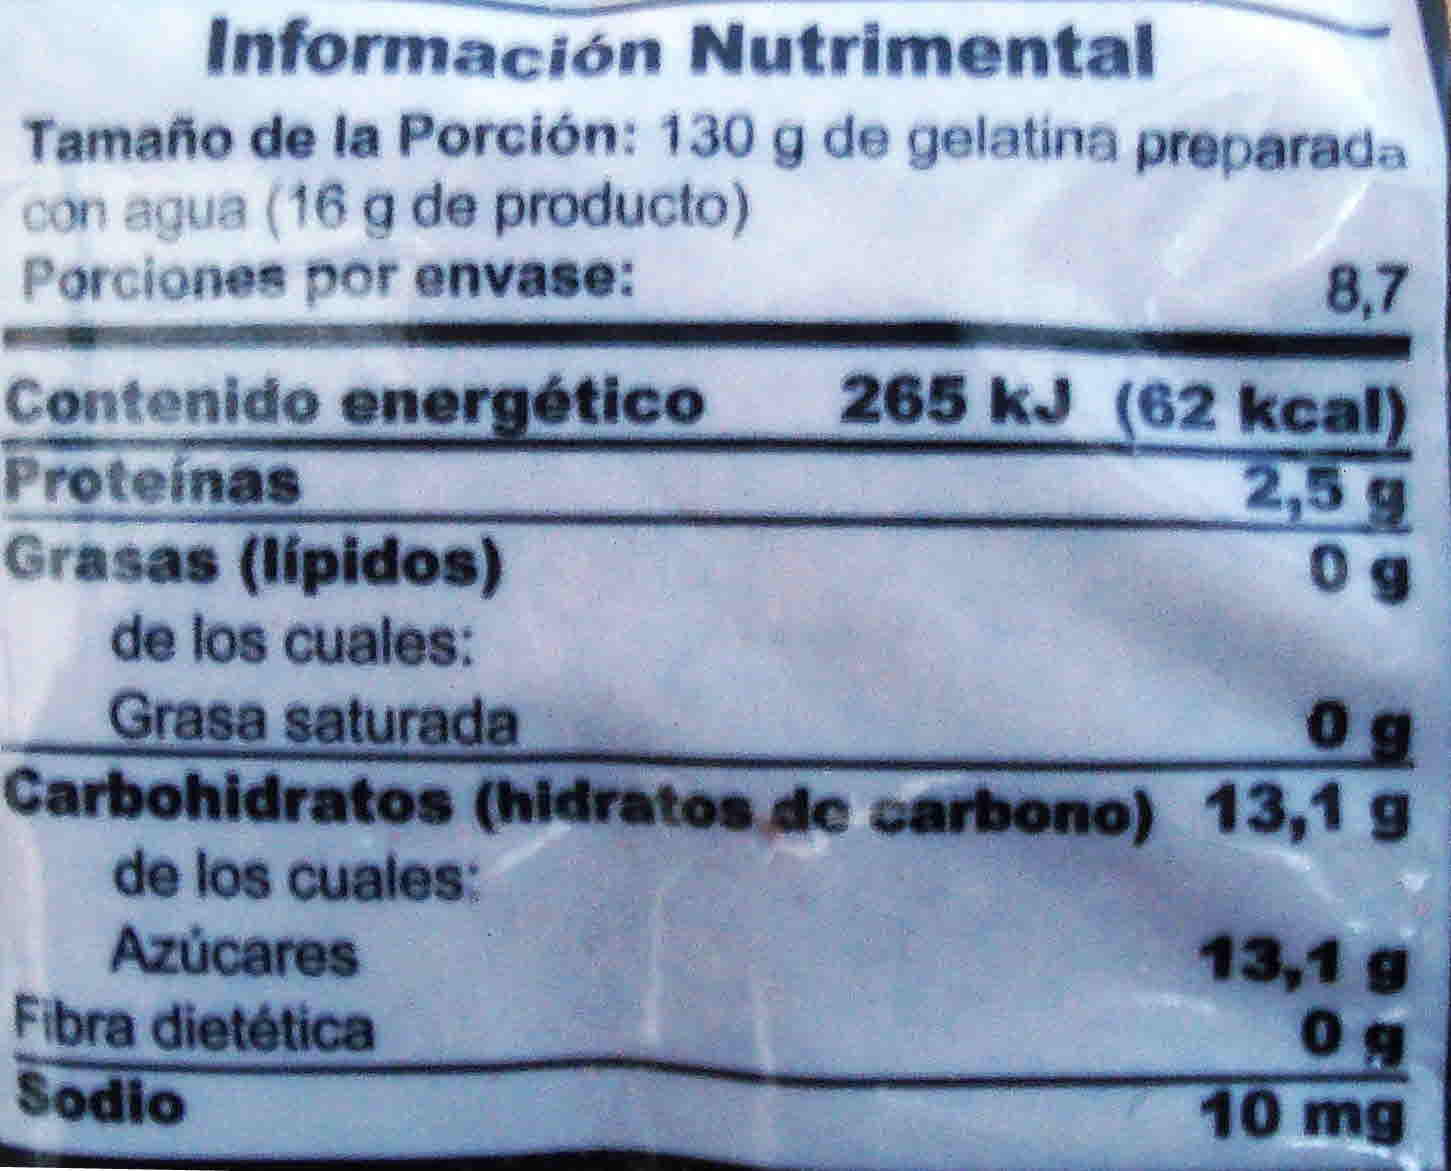 Información Nutrimental
Tamaño de la Porción: 130 g de gelatina preparada
con agua (16 g de producto)
Porciones por envase: 8,7
Contenido energético 265 kJ (62 kcal)
Proteínas 2,5 g
Grasas (lípidos) 0 g
de los cuales:
Grasa saturada 0 g
Carbohidratos (hidratos de carbono) 13,1 g
de los cuales:
Azúcares 13,1 g
Fibra dietética 0 g
Sodio 10 mg